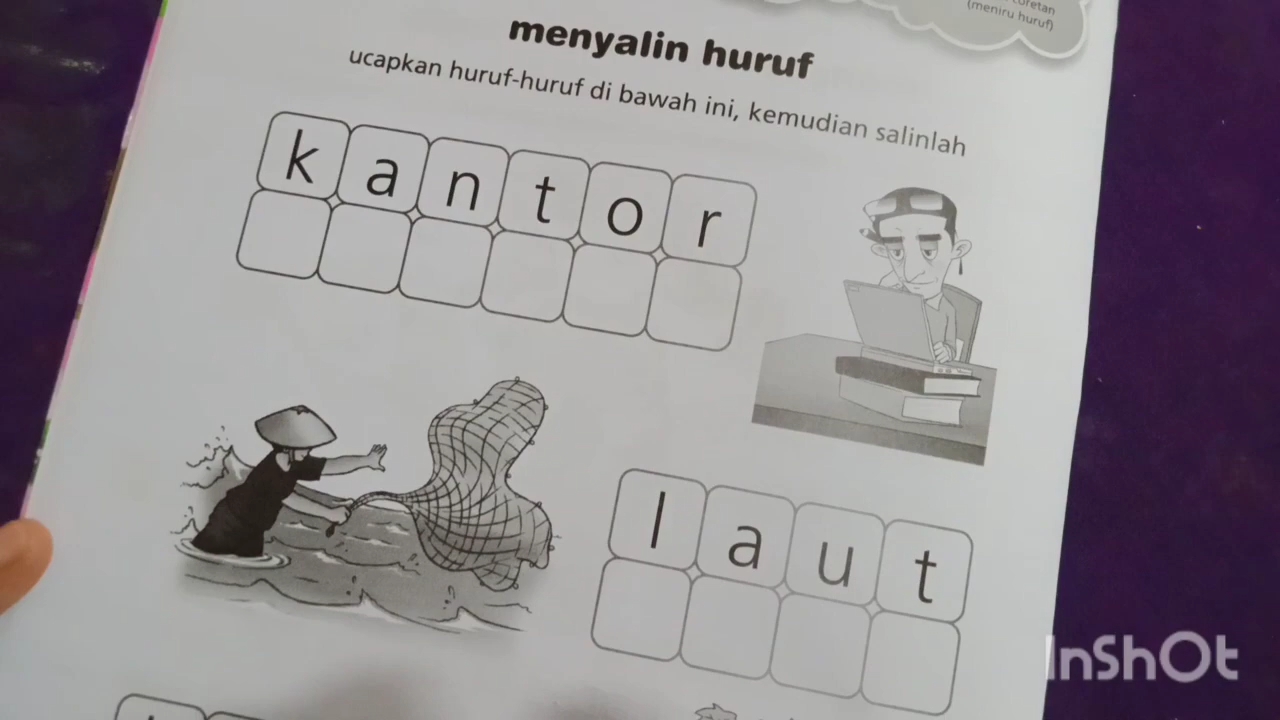 (meniru huruf)
menyalin huruf
ucapkan huruf-huruf di bawah ini, kemudian salinlah
k a n t o r
l a u t
InShOt